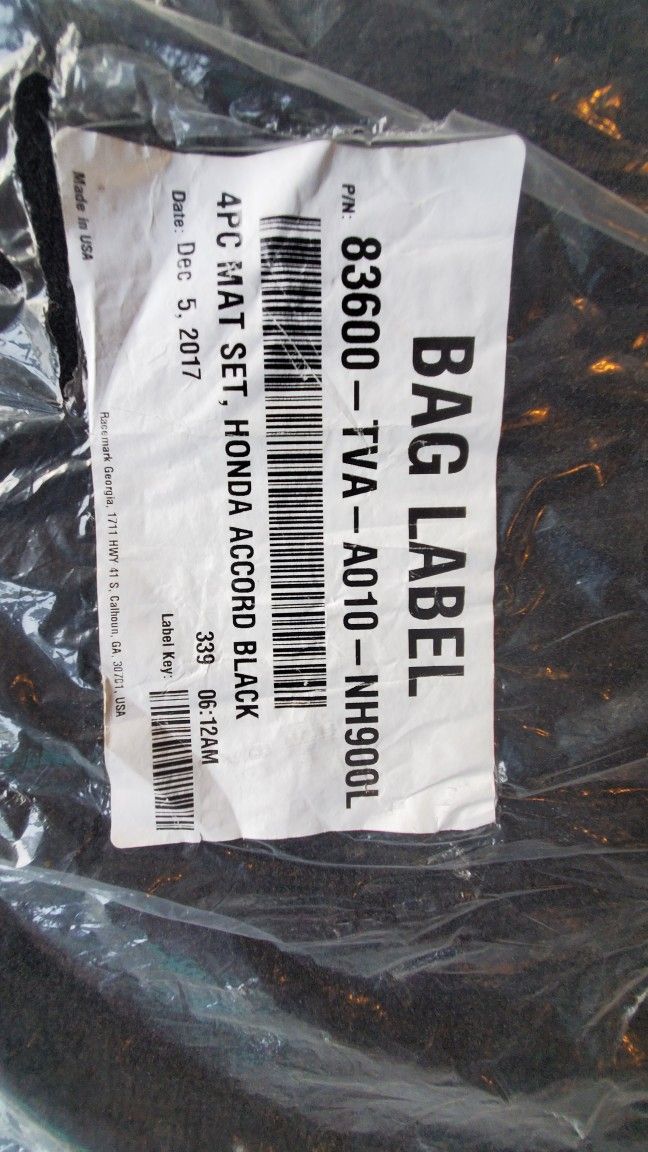 BAG LABEL
P/N: 83600-TVA-A010-NH900L
4PC MAT SET, HONDA ACCORD BLACK
Date: Dec 5, 2017 339 06:12AM
Label Key:
Made in USA
Racemark Georgia, 1711 HWY 41 S, Calhoun, GA, 30701, USA